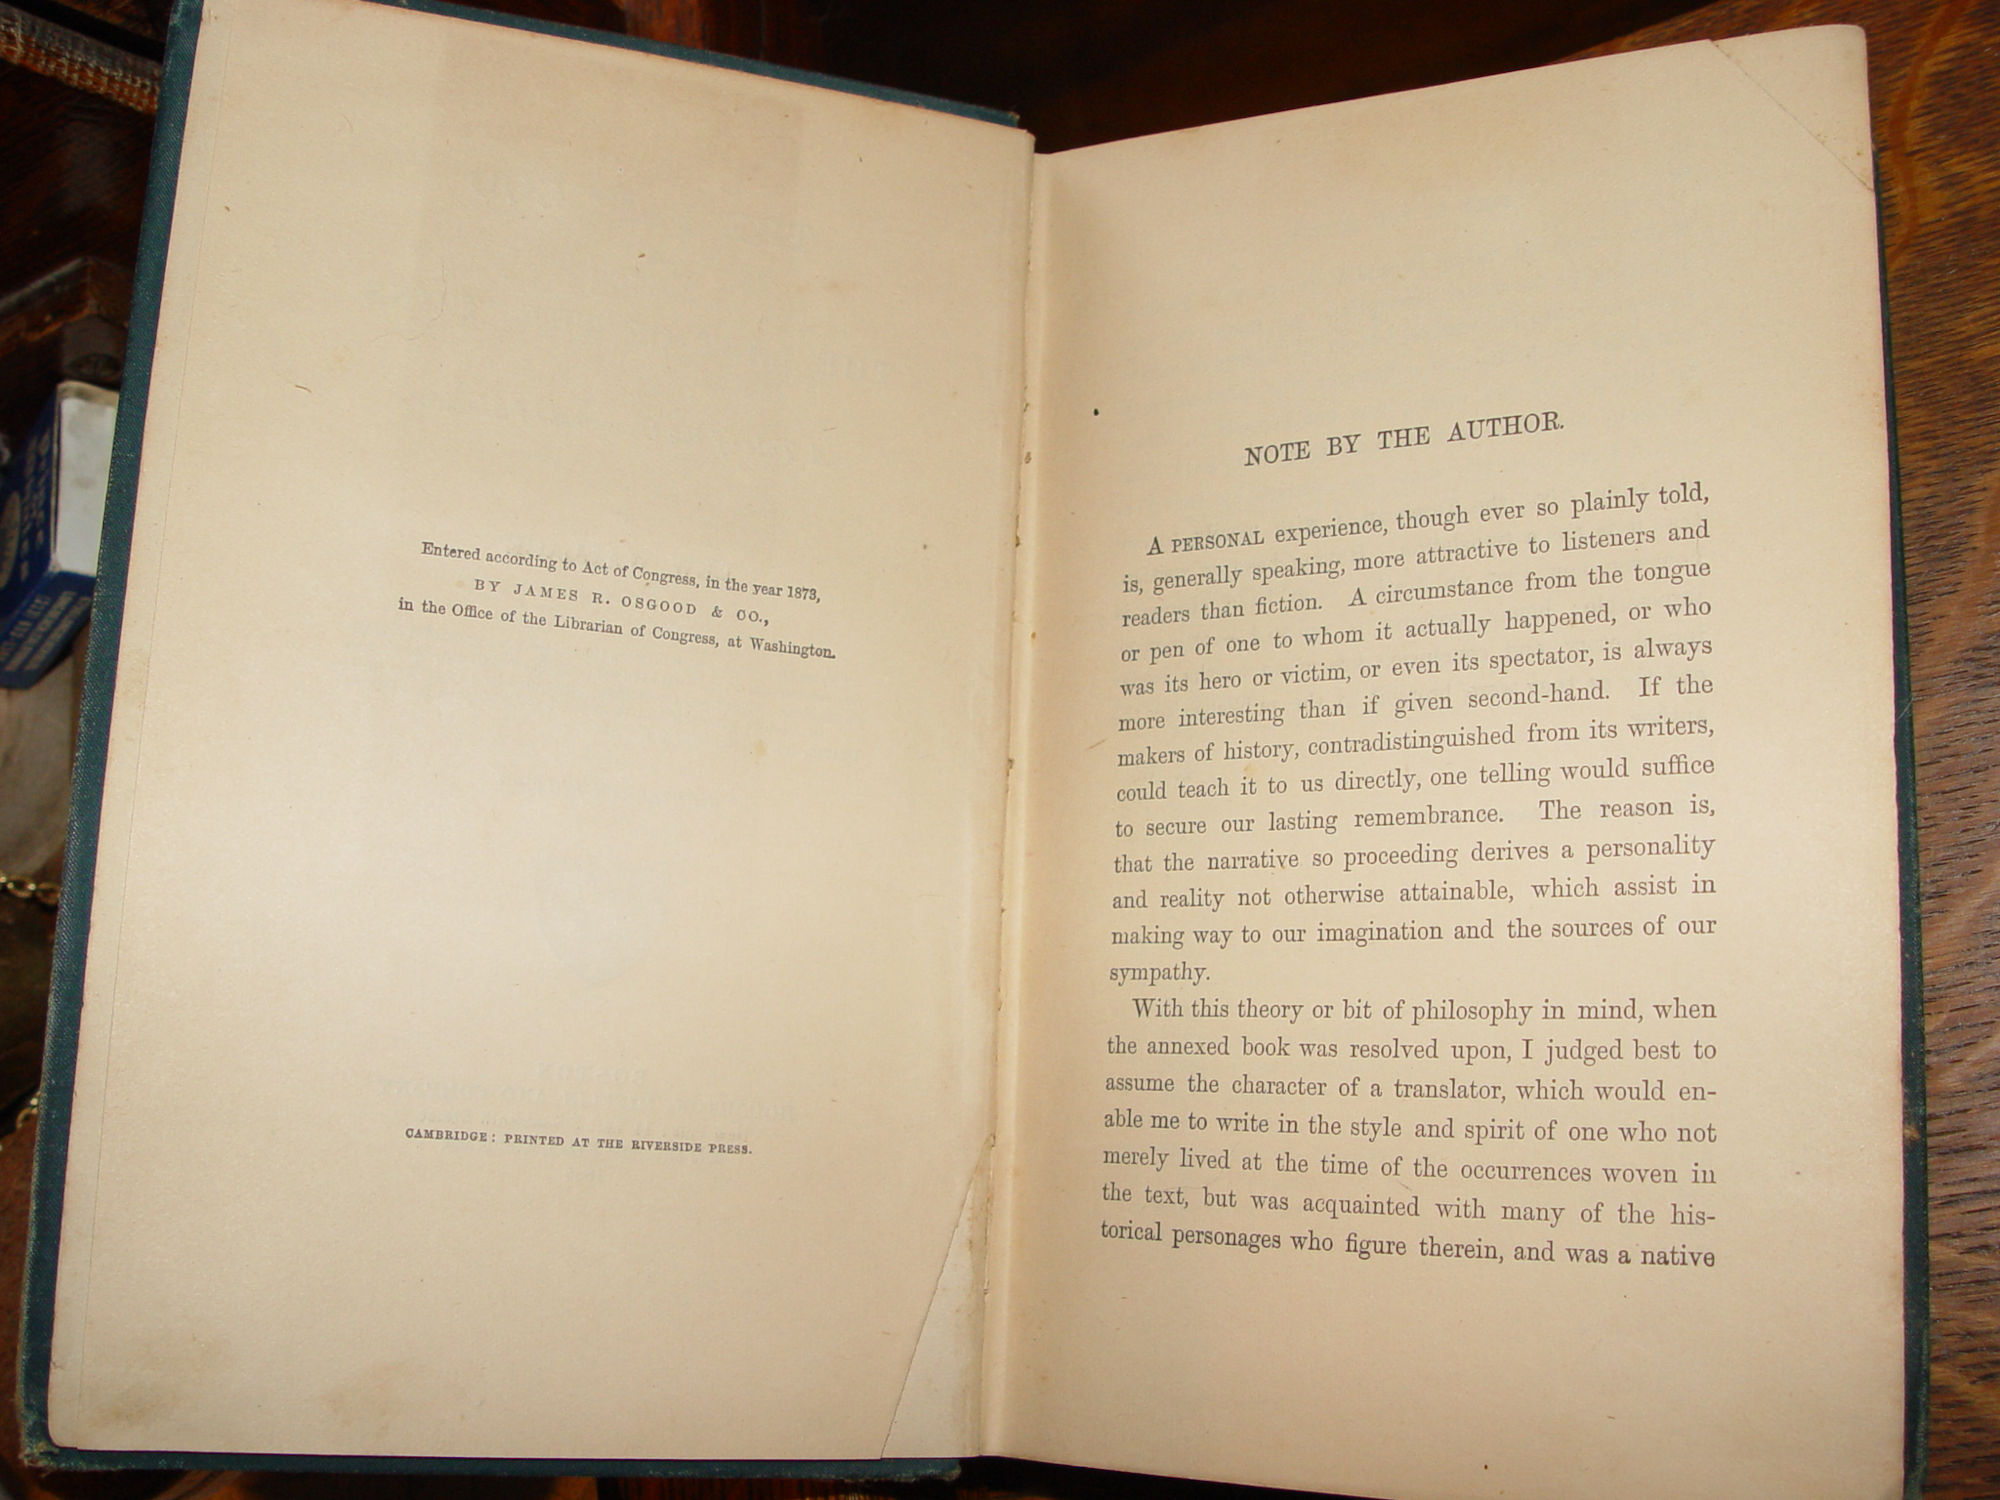 Entered according to Act of Congress, in the year 1873,
BY JAMES R. OSGOOD & CO.,
in the Office of the Librarian of Congress, at Washington.
CAMBRIDGE: PRINTED AT THE RIVERSIDE PRESS.
NOTE BY THE AUTHOR.
A PERSONAL experience, though ever so plainly told,
is, generally speaking, more attractive to listeners and
readers than fiction. A circumstance from the tongue
or pen of one to whom it actually happened, or who
was its hero or victim, or even its spectator, is always
more interesting than if given second-hand. If the
makers of history, contradistinguished from its writers,
could teach it to us directly, one telling would suffice
to secure our lasting remembrance. The reason is,
that the narrative so proceeding derives a personality
and reality not otherwise attainable, which assist in
making way to our imagination and the sources of our
sympathy.
With this theory or bit of philosophy in mind, when
the annexed book was resolved upon, I judged best to
assume the character of a translator, which would en-
able me to write in the style and spirit of one who not
merely lived at the time of the occurrences woven in
the text, but was acquainted with many of the his-
torical personages who figure therein, and was a native